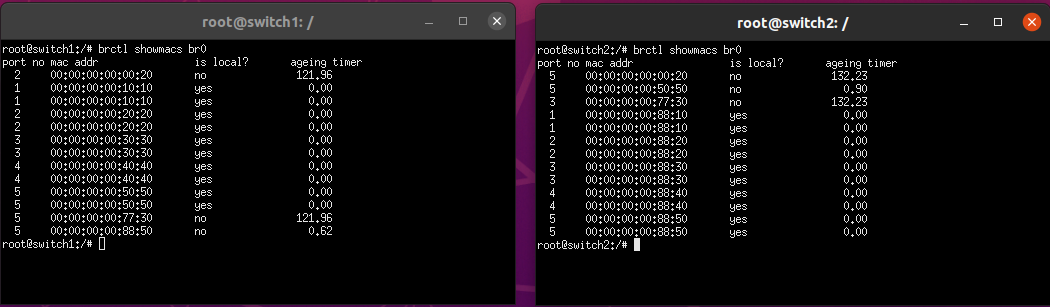 root@switch1: /
root@switch1:/# brctl showmacs br0
port no mac addr is local? ageing timer
2 00:00:00:00:00:20 no 121.96
1 00:00:00:00:10:10 yes 0.00
1 00:00:00:00:10:10 yes 0.00
2 00:00:00:00:20:20 yes 0.00
2 00:00:00:00:20:20 yes 0.00
3 00:00:00:00:30:30 yes 0.00
3 00:00:00:00:30:30 yes 0.00
4 00:00:00:00:40:40 yes 0.00
4 00:00:00:00:40:40 yes 0.00
5 00:00:00:00:50:50 yes 0.00
5 00:00:00:00:50:50 yes 0.00
5 00:00:00:00:77:30 no 121.96
5 00:00:00:00:88:50 no 0.62
root@switch1:/#
root@switch2: /
root@switch2:/# brctl showmacs br0
port no mac addr is local? ageing timer
5 00:00:00:00:00:20 no 132.23
5 00:00:00:00:50:50 no 0.90
3 00:00:00:00:77:30 no 132.23
1 00:00:00:00:88:10 yes 0.00
1 00:00:00:00:88:10 yes 0.00
2 00:00:00:00:88:20 yes 0.00
2 00:00:00:00:88:20 yes 0.00
3 00:00:00:00:88:30 yes 0.00
3 00:00:00:00:88:30 yes 0.00
4 00:00:00:00:88:40 yes 0.00
4 00:00:00:00:88:40 yes 0.00
5 00:00:00:00:88:50 yes 0.00
5 00:00:00:00:88:50 yes 0.00
root@switch2:/#